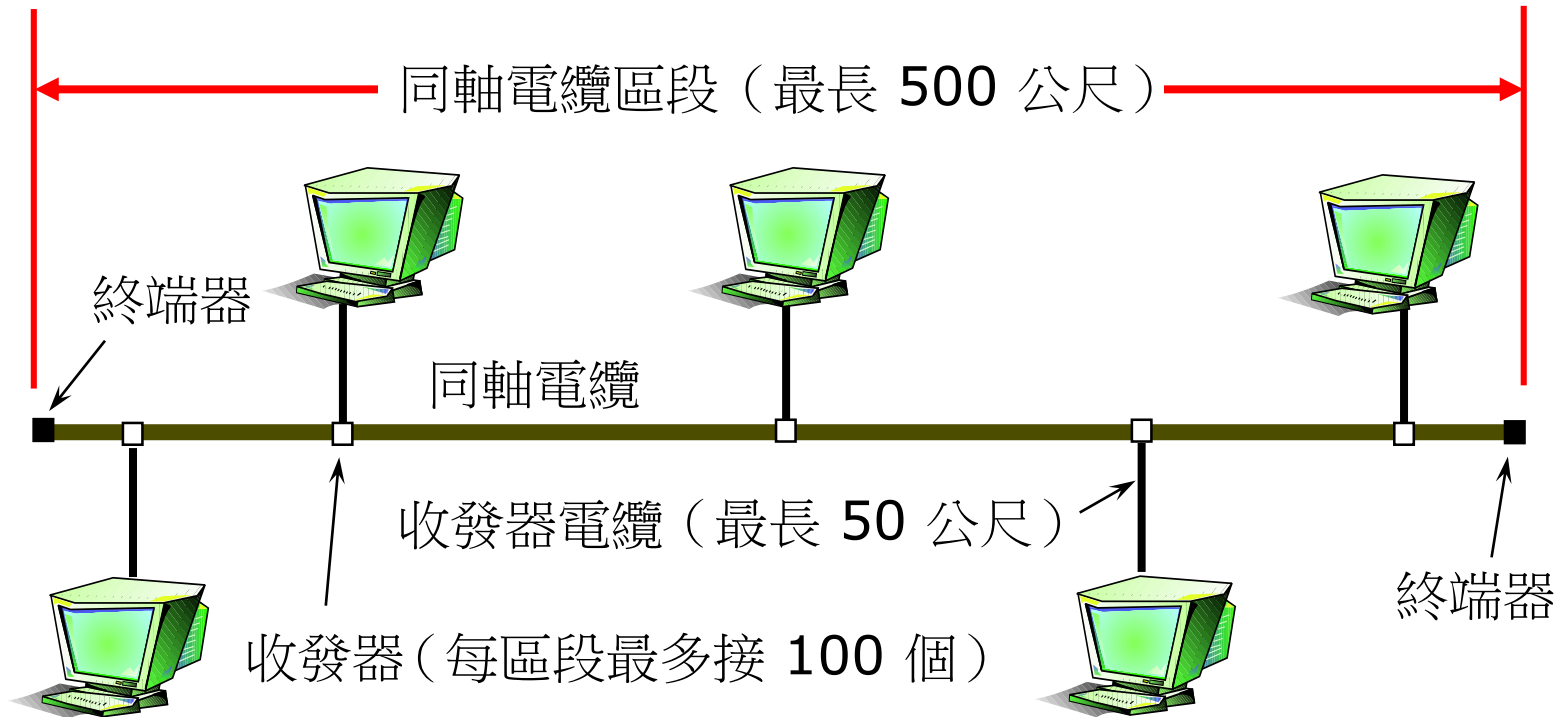 同軸電纜區段（最長 500 公尺）
終端器
同軸電纜
收發器電纜（最長 50 公尺）
終端器
收發器（每區段最多接 100 個）